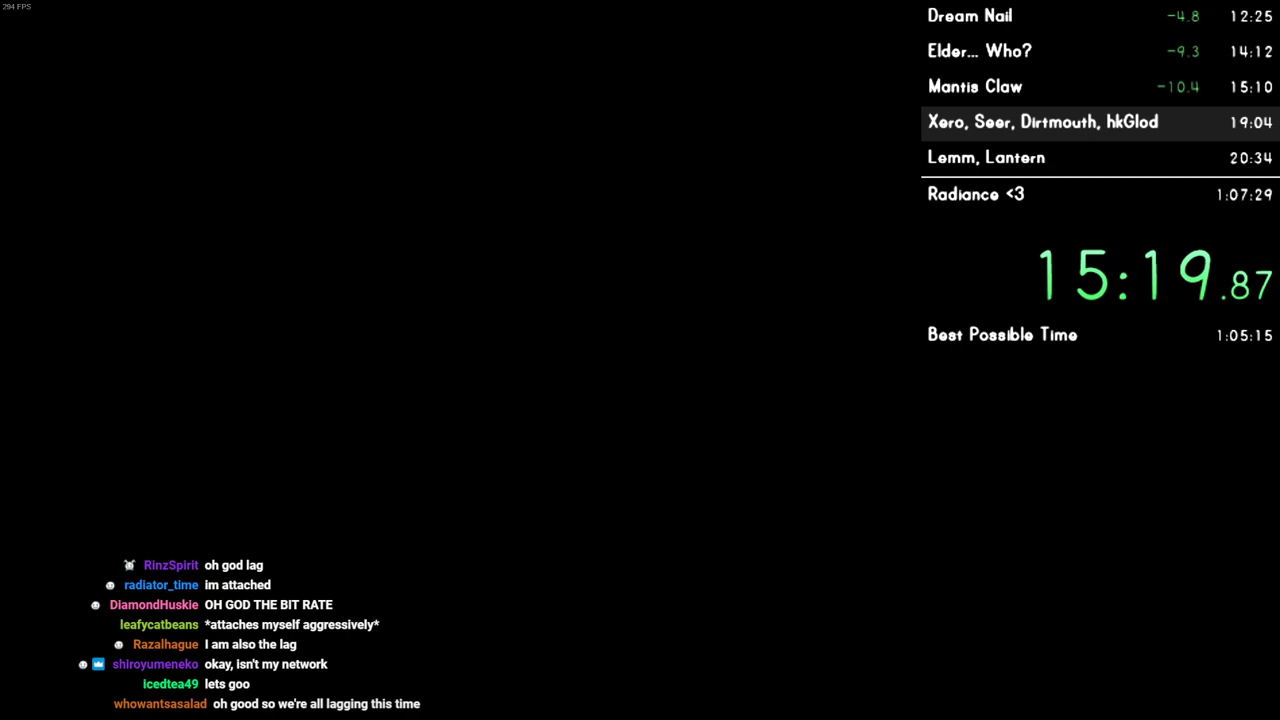 294 FPS
Dream Nail -4.8 12:25
Elder... Who? -9.3 14:12
Mantis Claw -10.4 15:10
Xero, Seer, Dirtmouth, hkGlod 19:04
Lemm, Lantern 20:34
Radiance <3 1:07:29
15:19.87
Best Possible Time 1:05:15
RinzSpirit oh god lag
radiator_time im attached
DiamondHuskie OH GOD THE BIT RATE
leafycatbeans *attaches myself aggressively*
Razalhague I am also the lag
shiroyumeneko okay, isn't my network
icedtea49 lets goo
whowantsasalad oh good so we're all lagging this time